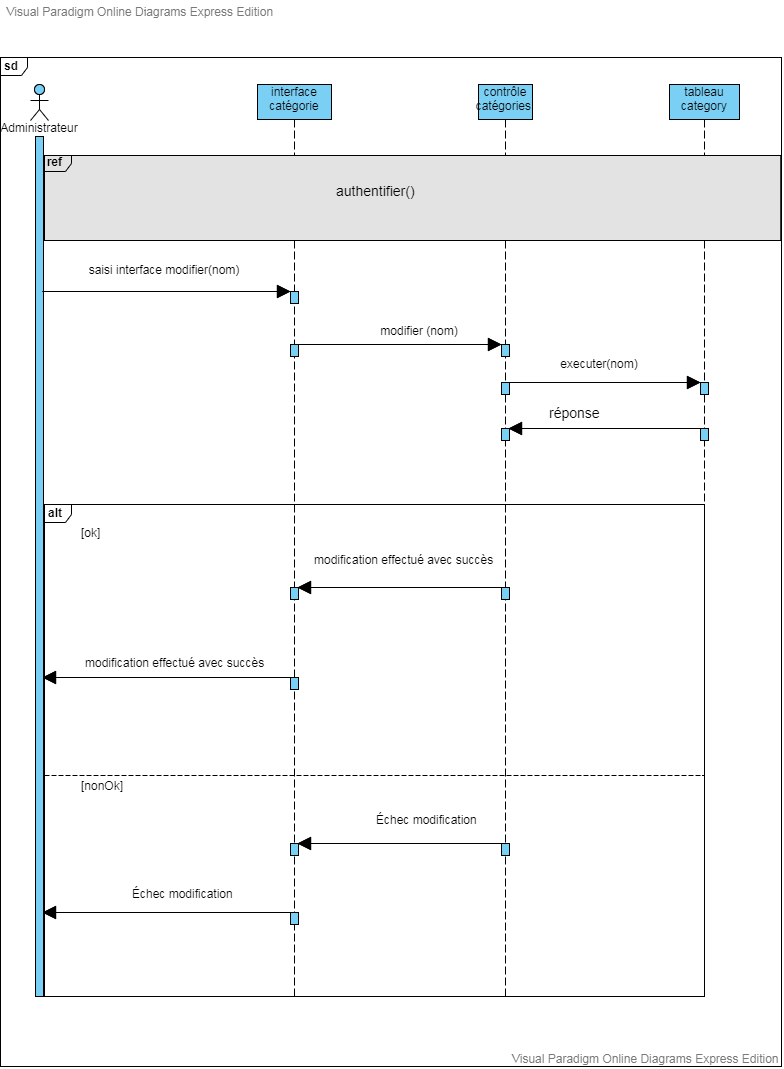 Visual Paradigm Online Diagrams Express Edition
sd
Administrateur
interface
catégorie
contrôle
catégories
tableau
category
ref
authentifier()
saisi interface modifier(nom)
modifier (nom)
executer(nom)
réponse
alt
[ok]
modification effectué avec succès
modification effectué avec succès
[nonOk]
Échec modification
Échec modification
Visual Paradigm Online Diagrams Express Edition